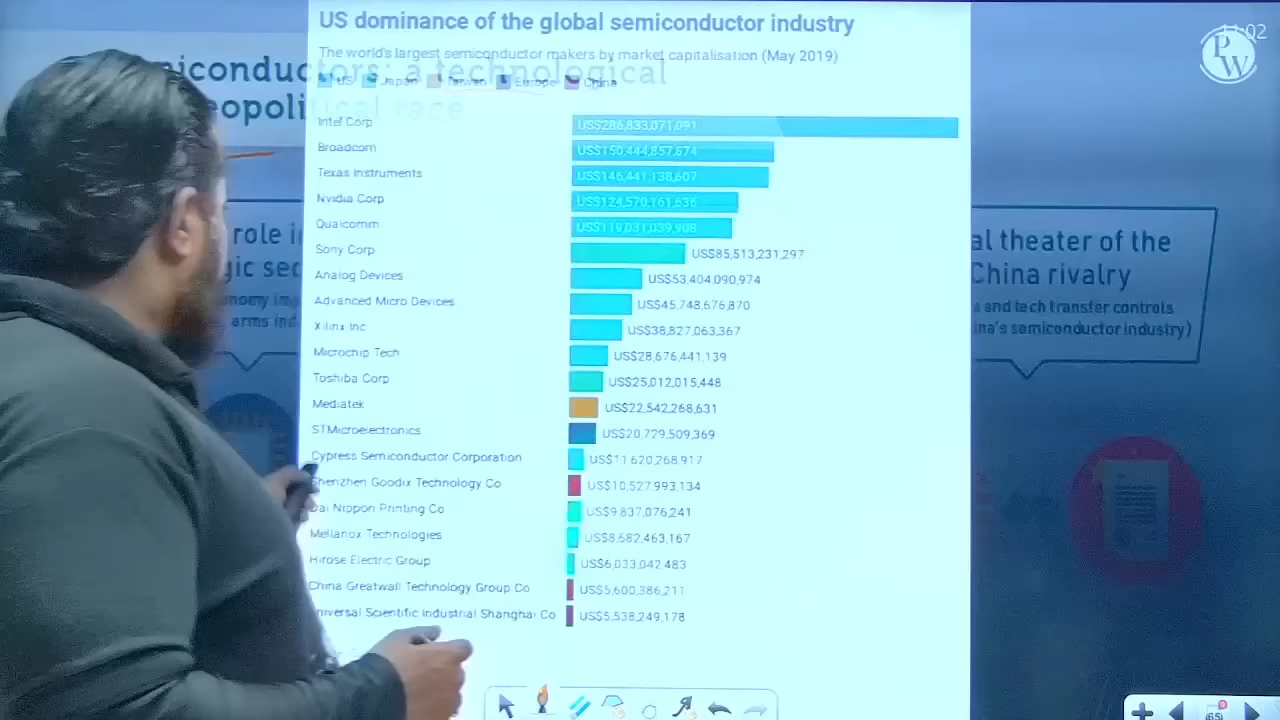 US dominance of the global semiconductor industry
The world's largest semiconductor makers by market capitalisation (May 2019)
US Japan Taiwan Europe China
iconductors: a technological
eopolitical race
11:02
PW
Intel Corp US$286,833,071,091
Broadcom US$150,444,857,674
Texas Instruments US$146,441,138,607
Nvidia Corp US$124,570,161,636
Qualcomm US$119,031,039,908
Sony Corp US$85,513,231,297
Analog Devices US$53,404,090,974
Advanced Micro Devices US$45,748,676,870
Xilinx Inc US$38,827,063,367
Microchip Tech US$28,676,441,139
Toshiba Corp US$25,012,015,448
Mediatek US$22,542,268,631
STMicroelectronics US$20,729,509,369
Cypress Semiconductor Corporation US$11 620,268,917
Shenzhen Goodix Technology Co US$10,527,993,134
Dai Nippon Printing Co US$9 837,076,241
Mellanox Technologies US$8,682,463,167
Hirose Electric Group US$6,033,042 483
China Greatwall Technology Group Co US$5,600,386,211
Universal Scientific Industrial Shanghai Co US$5,538,249,178
role i
gic sec
onomy im
arms ind
al theater of the
China rivalry
s and tech transfer controls
ina's semiconductor industry)
(65)